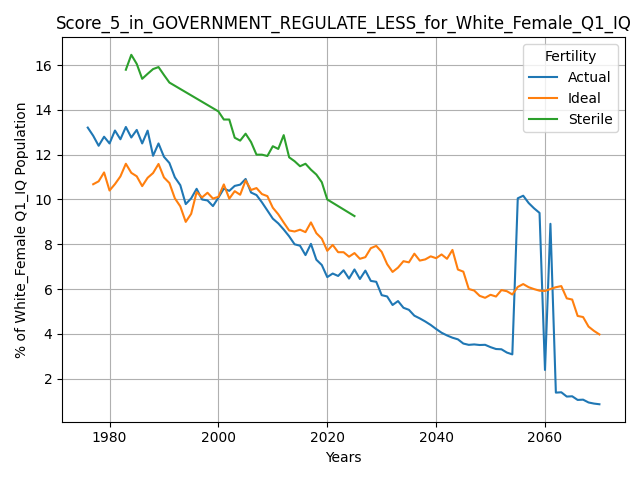 Score_5_in_GOVERNMENT_REGULATE_LESS_for_White_Female_Q1_IQ
Fertility
Actual
Ideal
Sterile
% of White_Female Q1_IQ Population
16
14
12
10
8
6
4
2
1980
2000
2020
2040
2060
Years